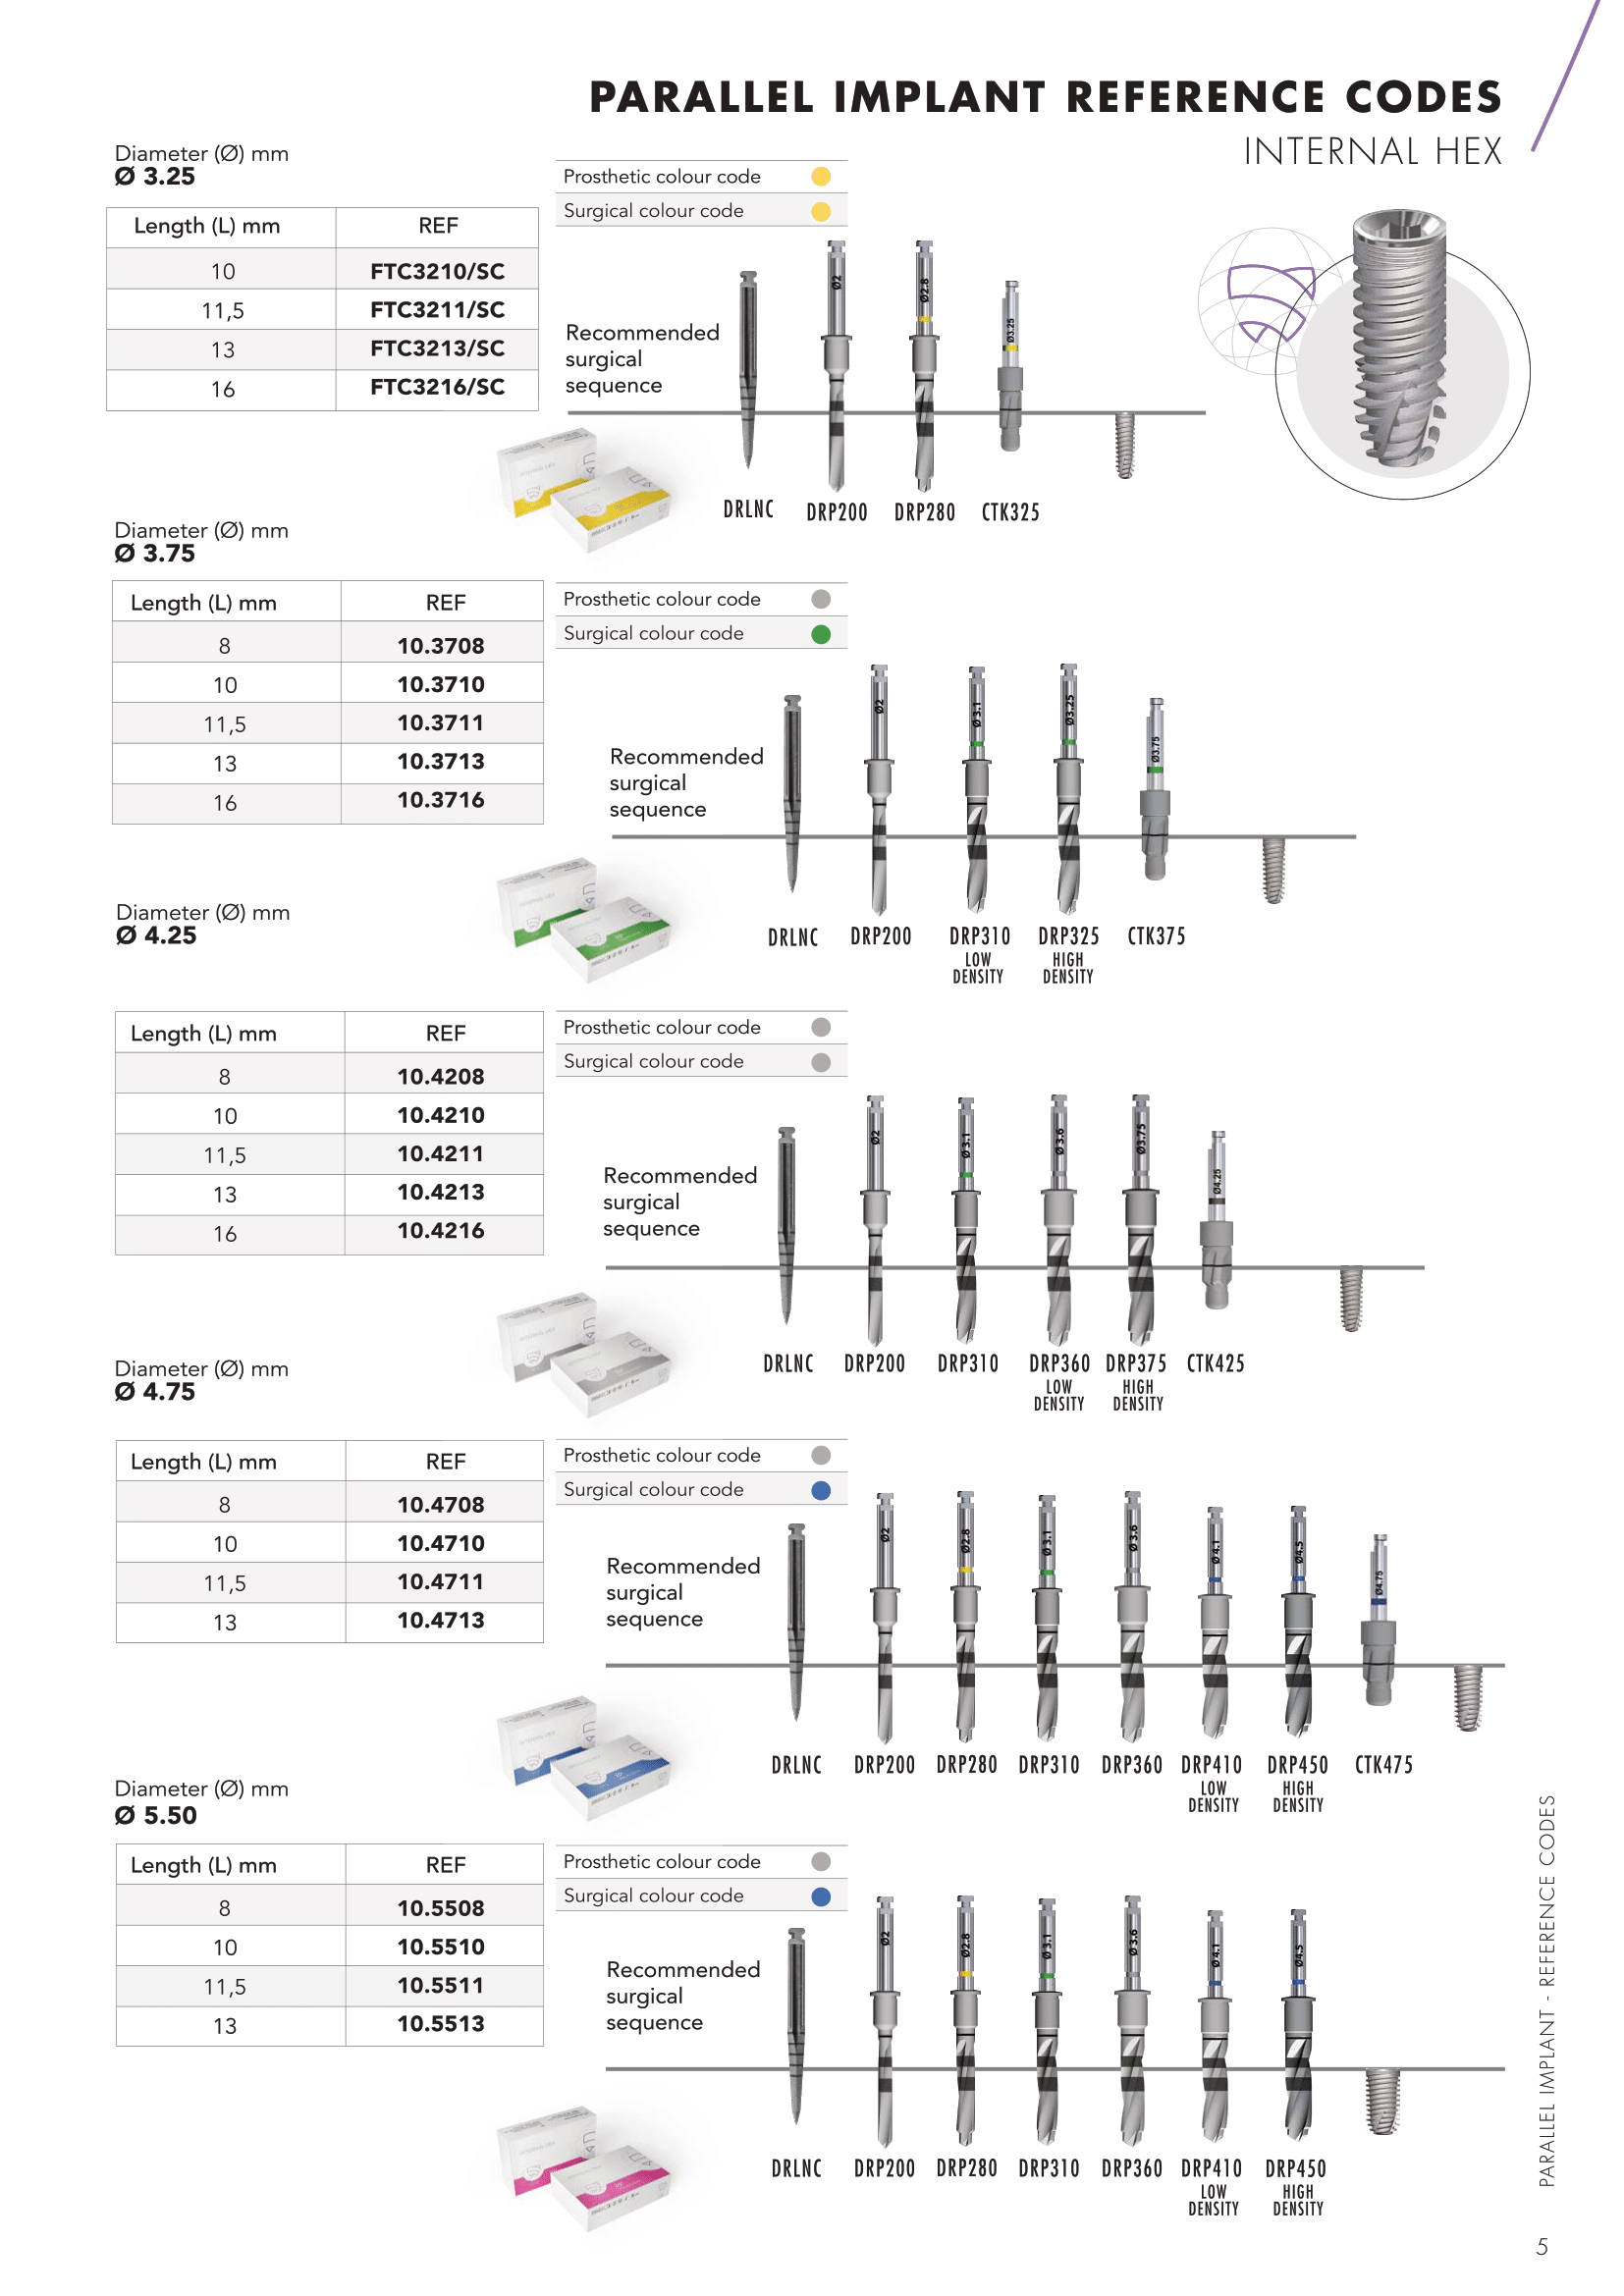 PARALLEL IMPLANT REFERENCE CODES
INTERNAL HEX
Diameter (Ø) mm
Ø 3.25
Length (L) mm REF
10 FTC3210/SC
11,5 FTC3211/SC
13 FTC3213/SC
16 FTC3216/SC
Prosthetic colour code
Surgical colour code
Recommended
surgical
sequence
Ø2 Ø2.8 Ø3.25
DRLNC DRP200 DRP280 CTK325
Diameter (Ø) mm
Ø 3.75
Length (L) mm REF
8 10.3708
10 10.3710
11,5 10.3711
13 10.3713
16 10.3716
Prosthetic colour code
Surgical colour code
Recommended
surgical
sequence
Ø2 Ø 3.1 Ø3.25 Ø3.75
DRLNC DRP200 DRP310 DRP325 CTK375
LOW HIGH
DENSITY DENSITY
Diameter (Ø) mm
Ø 4.25
Length (L) mm REF
8 10.4208
10 10.4210
11,5 10.4211
13 10.4213
16 10.4216
Prosthetic colour code
Surgical colour code
Recommended
surgical
sequence
Ø2 Ø 3.1 Ø 3.6 Ø3.75 Ø4.25
DRLNC DRP200 DRP310 DRP360 DRP375 CTK425
LOW HIGH
DENSITY DENSITY
Diameter (Ø) mm
Ø 4.75
Length (L) mm REF
8 10.4708
10 10.4710
11,5 10.4711
13 10.4713
Prosthetic colour code
Surgical colour code
Recommended
surgical
sequence
Ø2 Ø2.8 Ø 3.1 Ø 3.6 Ø 4.1 Ø4.5 Ø4.75
DRLNC DRP200 DRP280 DRP310 DRP360 DRP410 DRP450 CTK475
LOW HIGH
DENSITY DENSITY
Diameter (Ø) mm
Ø 5.50
Length (L) mm REF
8 10.5508
10 10.5510
11,5 10.5511
13 10.5513
Prosthetic colour code
Surgical colour code
Recommended
surgical
sequence
Ø2 Ø2.8 Ø 3.1 Ø 3.6 Ø 4.1 Ø4.5
DRLNC DRP200 DRP280 DRP310 DRP360 DRP410 DRP450
LOW HIGH
DENSITY DENSITY
PARALLEL IMPLANT - REFERENCE CODES
5